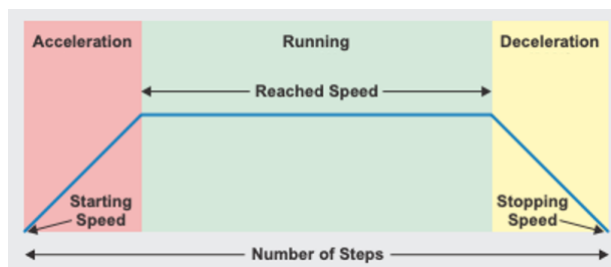 Acceleration
Running
Deceleration
Reached Speed
Starting
Speed
Stopping
Speed
Number of Steps